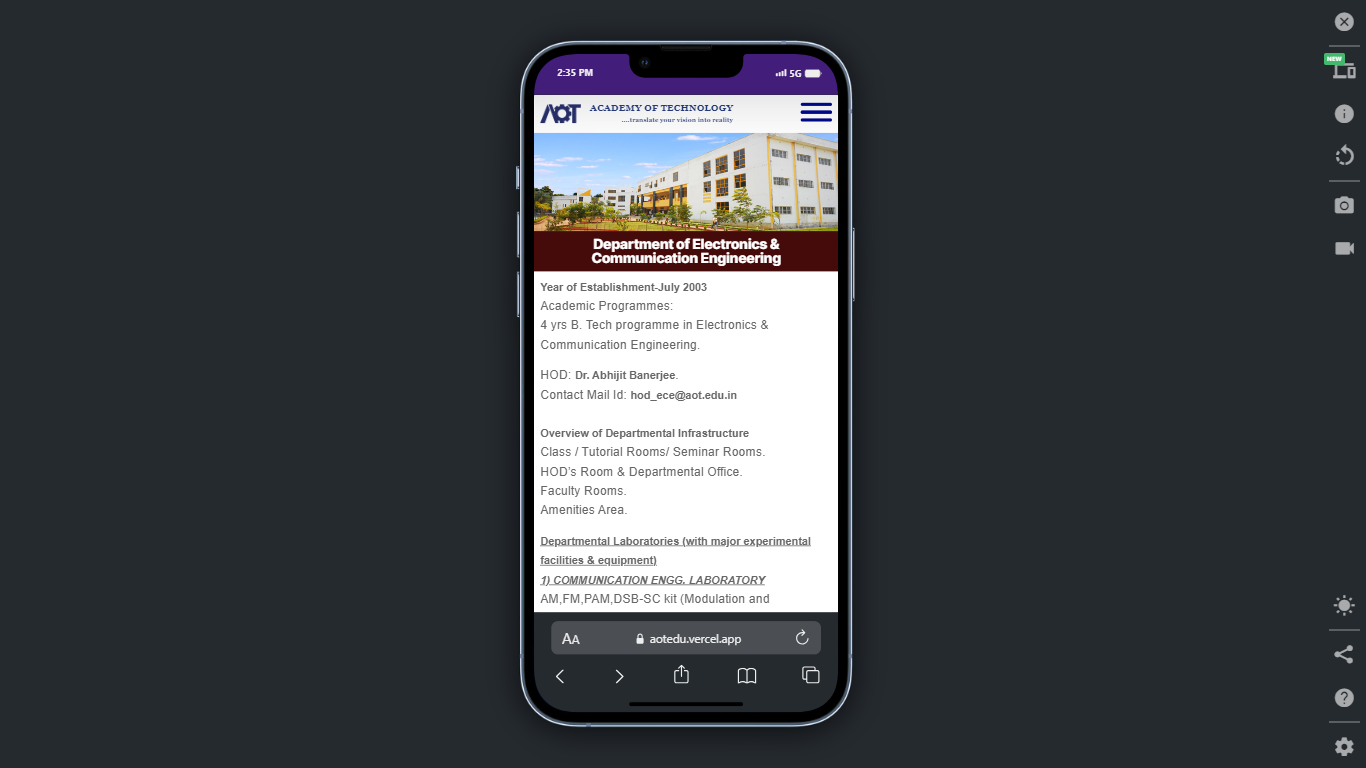 2:35 PM
5G
NEW
AOT
ACADEMY OF TECHNOLOGY
....translate your vision into reality
Department of Electronics &
Communication Engineering
Year of Establishment-July 2003
Academic Programmes:
4 yrs B. Tech programme in Electronics &
Communication Engineering.
HOD: Dr. Abhijit Banerjee.
Contact Mail Id: hod_ece@aot.edu.in
Overview of Departmental Infrastructure
Class / Tutorial Rooms/ Seminar Rooms.
HOD's Room & Departmental Office.
Faculty Rooms.
Amenities Area.
Departmental Laboratories (with major experimental
facilities & equipment)
1) COMMUNICATION ENGG. LABORATORY
AM,FM,PAM,DSB-SC kit (Modulation and
AA
aotedu.vercel.app